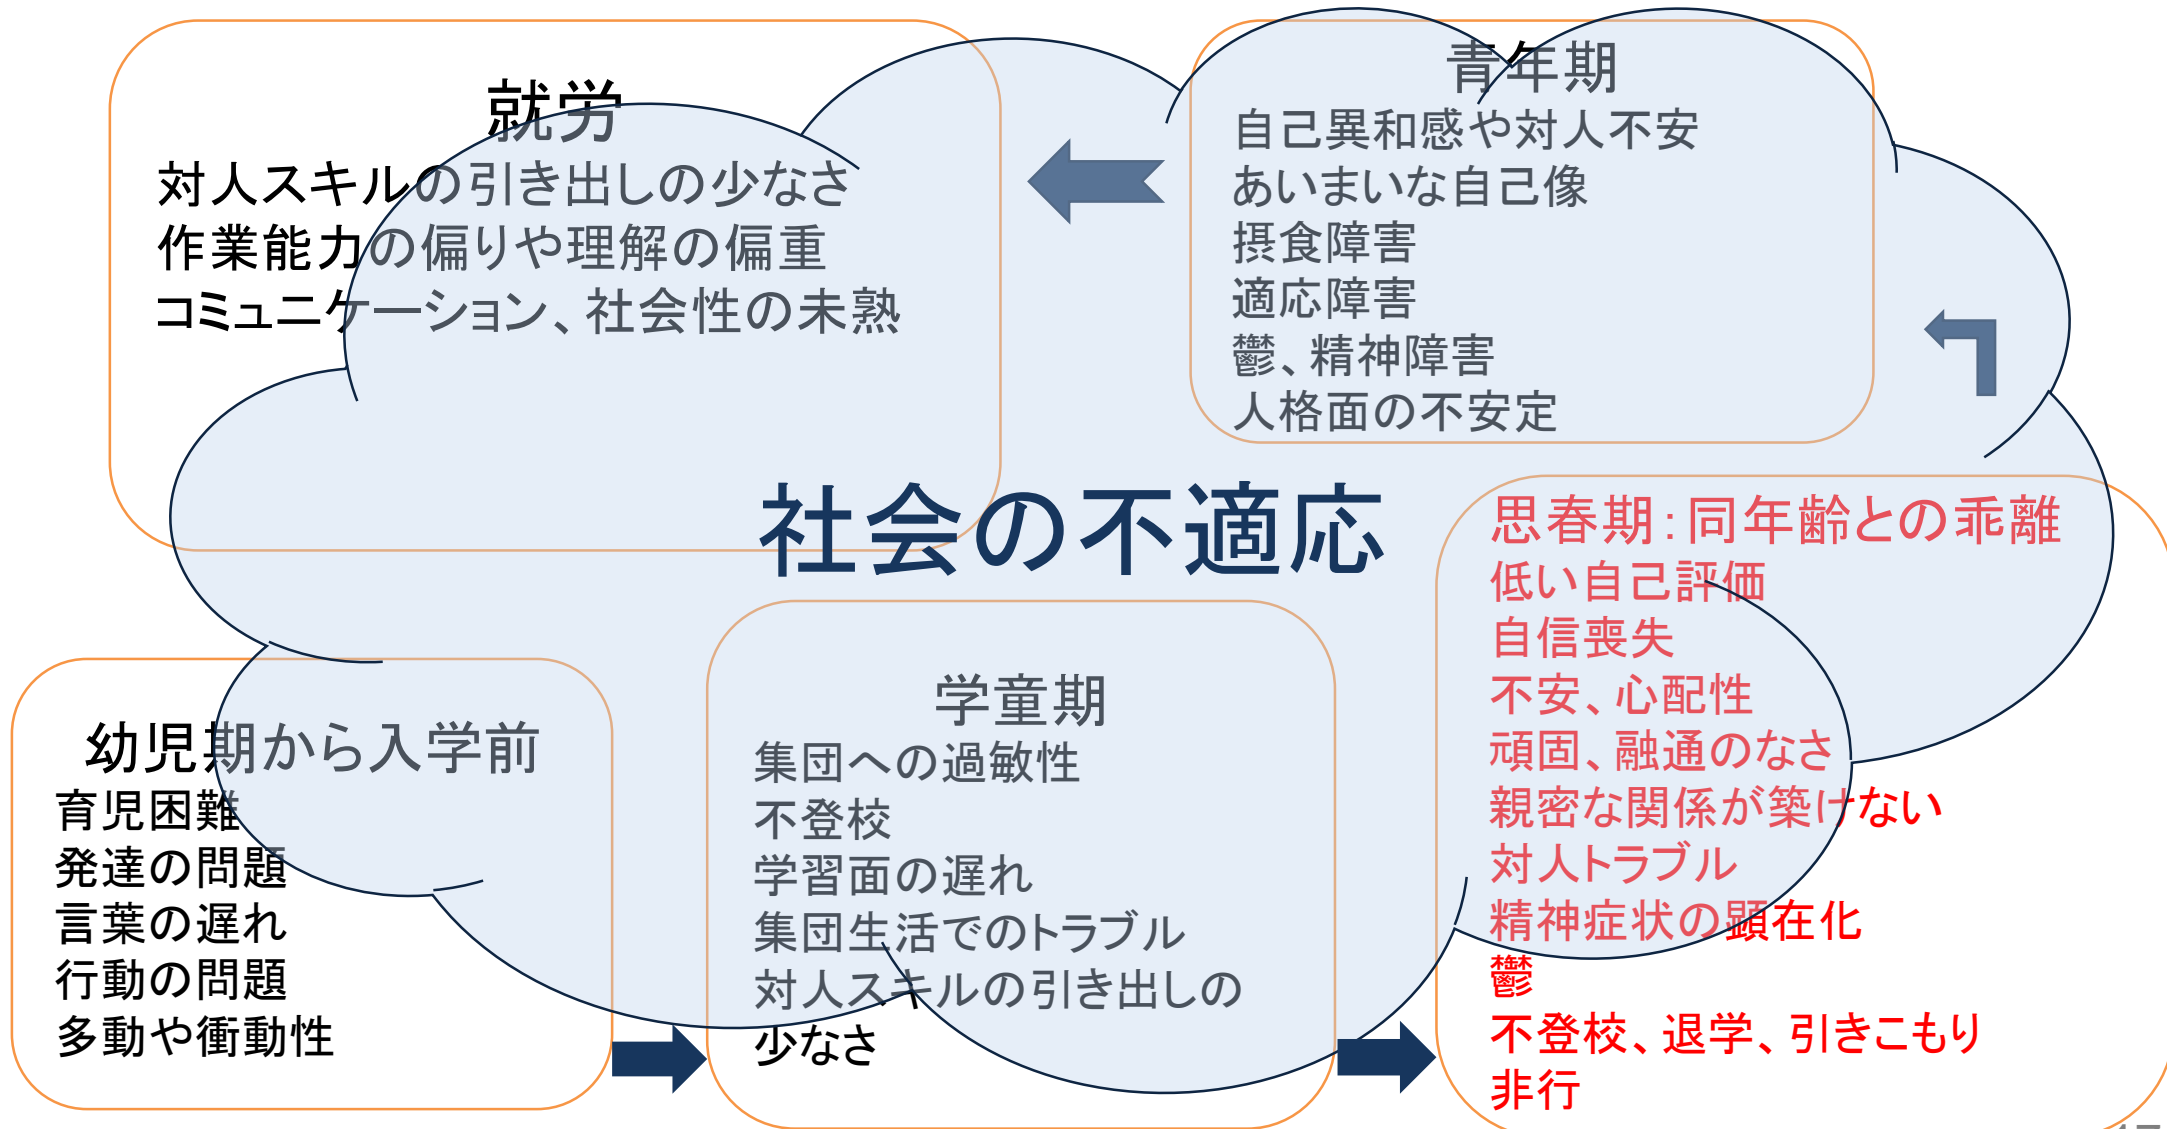 就労
対人スキルの引き出しの少なさ
作業能力の偏りや理解の偏重
コミュニケーション、社会性の未熟
青年期
自己異和感や対人不安
あいまいな自己像
摂食障害
適応障害
鬱、精神障害
人格面の不安定
社会の不適応
幼児期から入学前
育児困難
発達の問題
言葉の遅れ
行動の問題
多動や衝動性
学童期
集団への過敏性
不登校
学習面の遅れ
集団生活でのトラブル
対人スキルの引き出しの
少なさ
思春期:同年齢との乖離
低い自己評価
自信喪失
不安、心配性
頑固、融通のなさ
親密な関係が築けない
対人トラブル
精神症状の顕在化
鬱
不登校、退学、引きこもり
非行